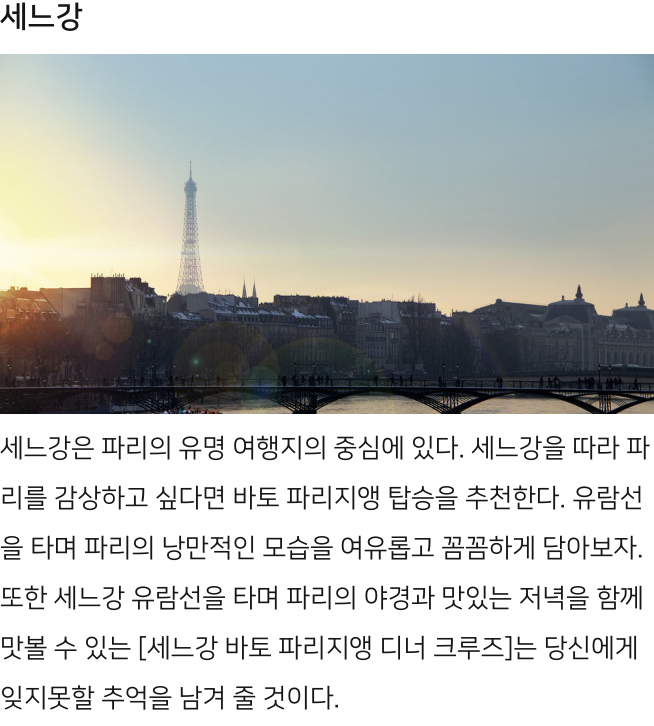 세느강
세느강은 파리의 유명 여행지의 중심에 있다. 세느강을 따라 파
리를 감상하고 싶다면 바토 파리지앵 탑승을 추천한다. 유람선
을 타며 파리의 낭만적인 모습을 여유롭고 꼼꼼하게 담아보자.
또한 세느강 유람선을 타며 파리의 야경과 맛있는 저녁을 함께
맛볼 수 있는 [세느강 바토 파리지앵 디너 크루즈]는 당신에게
잊지못할 추억을 남겨 줄 것이다.